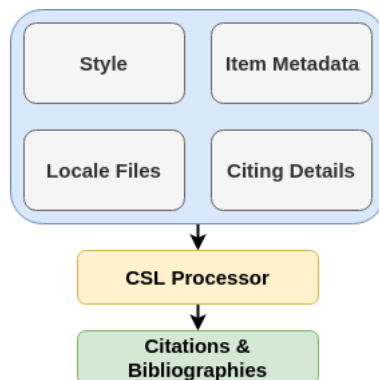 Style
Item Metadata
Locale Files
Citing Details
CSL Processor
Citations &
Bibliographies